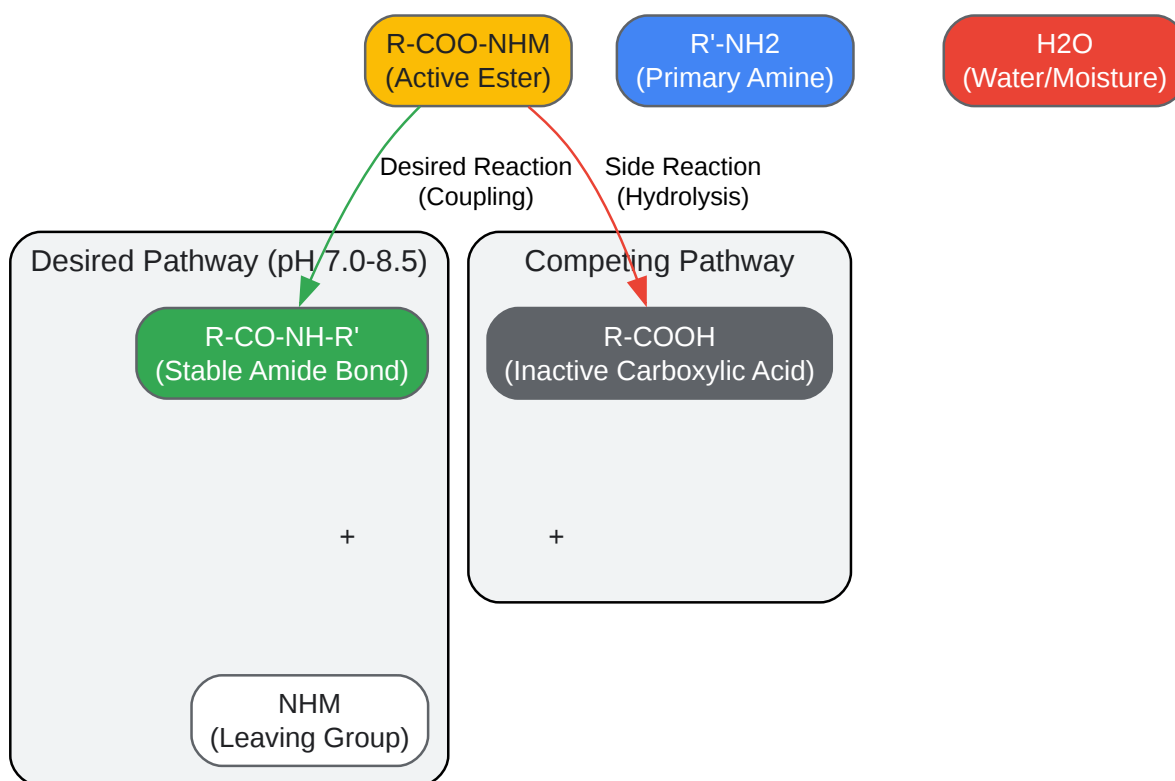 R-COO-NHM
(Active Ester)
R'-NH2
(Primary Amine)
H2O
(Water/Moisture)
Desired Reaction
(Coupling)
Side Reaction
(Hydrolysis)
Desired Pathway (pH 7.0-8.5)
Competing Pathway
R-CO-NH-R'
(Stable Amide Bond)
R-COOH
(Inactive Carboxylic Acid)
+
+
NHM
(Leaving Group)